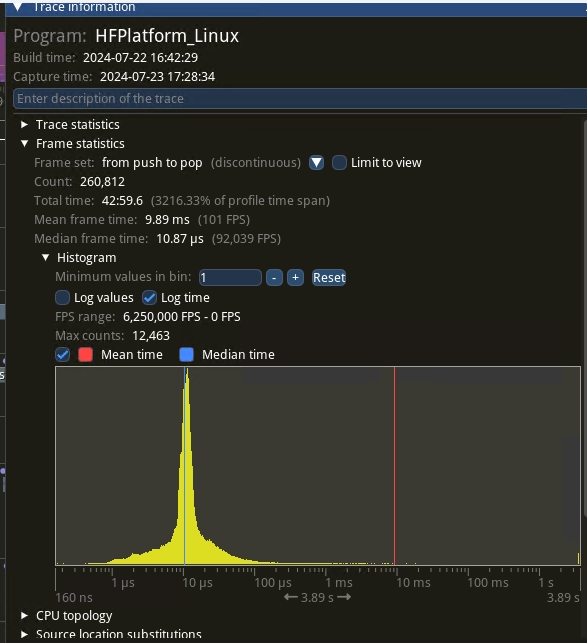 Trace information
Program: HFPlatform_Linux
Build time: 2024-07-22 16:42:29
Capture time: 2024-07-23 17:28:34
Enter description of the trace
Trace statistics
Frame statistics
Frame set: from push to pop (discontinuous) Limit to view
Count: 260,812
Total time: 42:59.6 (3216.33% of profile time span)
Mean frame time: 9.89 ms (101 FPS)
Median frame time: 10.87 µs (92,039 FPS)
Histogram
Minimum values in bin: 1 - + Reset
Log values Log time
FPS range: 6,250,000 FPS - 0 FPS
Max counts: 12,463
Mean time Median time
1 µs 10 µs 100 µs 1 ms 10 ms 100 ms 1 s
160 ns 3.89 s 3.89 s
CPU topology
Source location substitutions